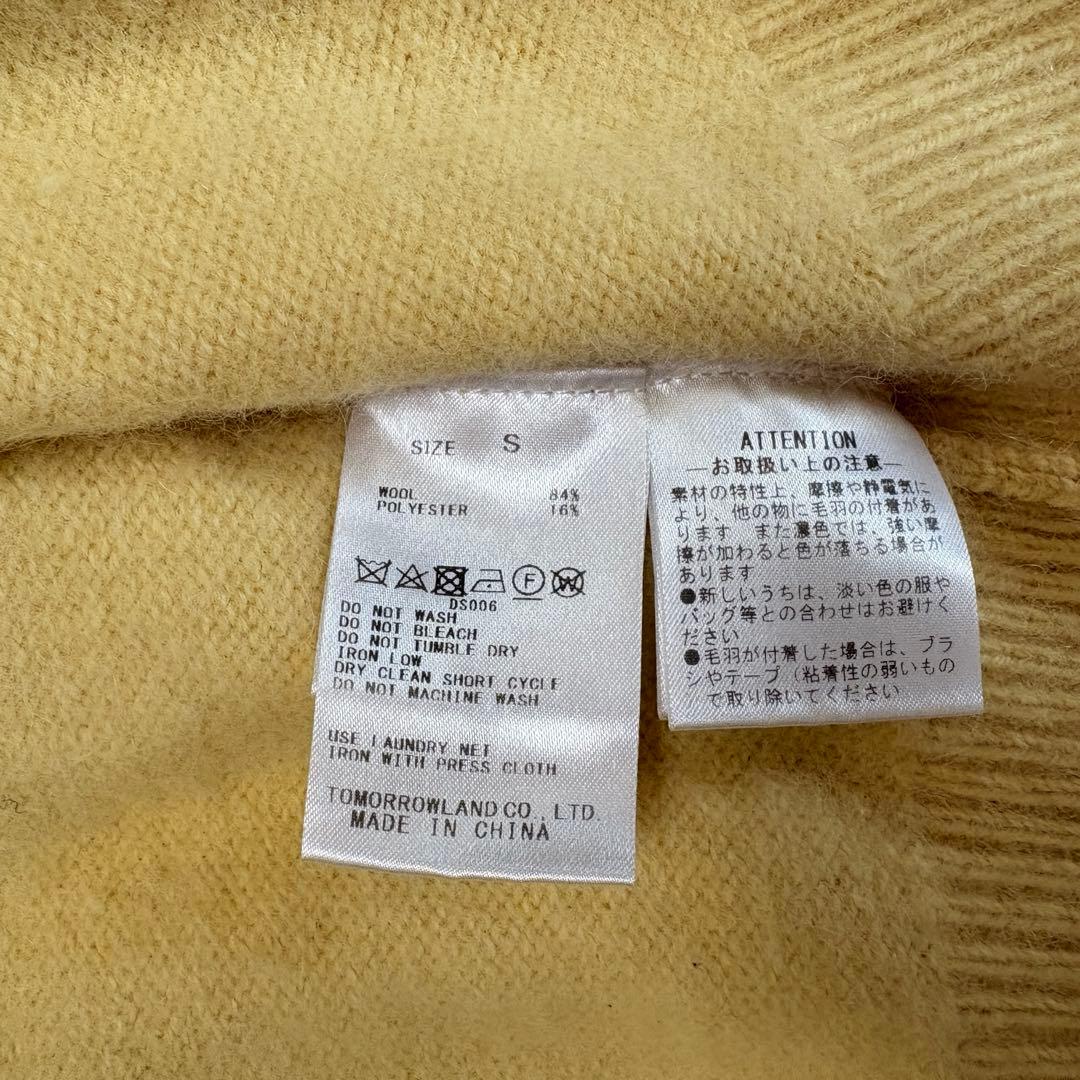 SIZE S
WOOL 84%
POLYESTER 16%
F W
DS006
DO NOT WASH
DO NOT BLEACH
DO NOT TUMBLE DRY
IRON LOW
DRY CLEAN SHORT CYCLE
DO NOT MACHINE WASH
USE LAUNDRY NET
IRON WITH PRESS CLOTH
TOMORROWLAND CO., LTD.
MADE IN CHINA
ATTENTION
―お取扱い上の注意―
素材の特性上、摩擦や静電気に
より、他の物に毛羽の付着があ
ります また濃色では、強い摩
擦が加わると色が落ちる場合が
あります
●新しいうちは、淡い色の服や
バッグ等との合わせはお避けく
ださい
●毛羽が付着した場合は、ブラ
シやテープ（粘着性の弱いもの
で取り除いてください